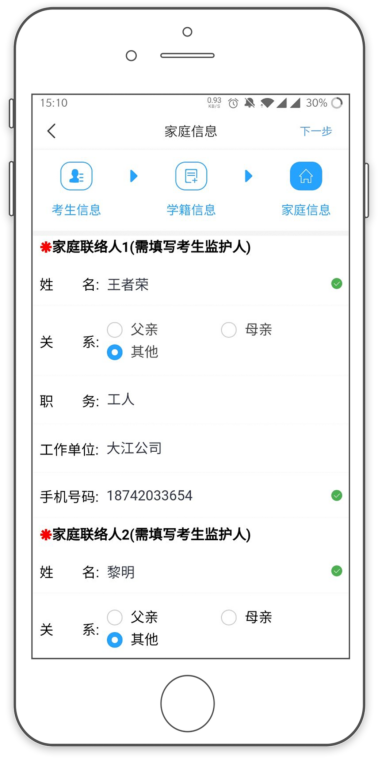 15:10 0.93 KB/S 30%
家庭信息 下一步
考生信息 学籍信息 家庭信息
※家庭联络人1(需填写考生监护人)
姓 名: 王者荣
父亲 母亲
关 系: 其他
职 务: 工人
工作单位: 大江公司
手机号码: 18742033654
※家庭联络人2(需填写考生监护人)
姓 名: 黎明
父亲 母亲
关 系: 其他